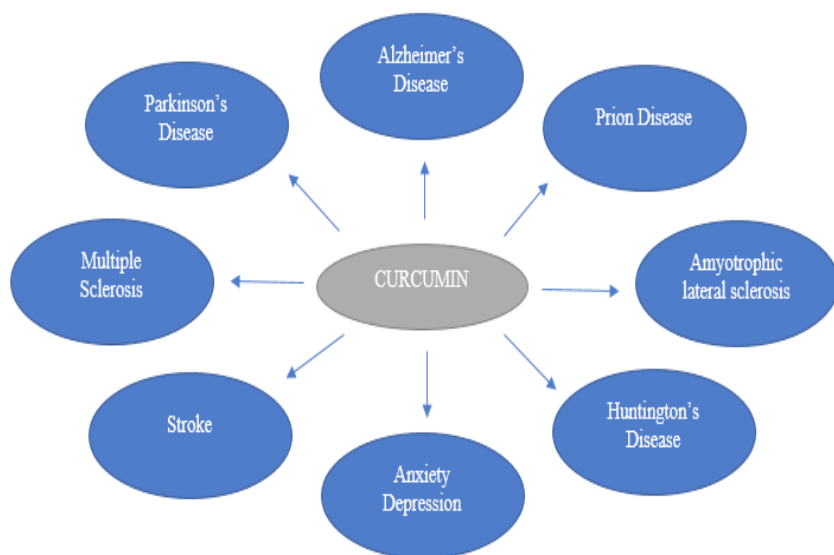 Alzheimer's
Disease
Parkinson's
Disease
Prion Disease
Multiple
Sclerosis
CURCUMIN
Amyotrophic
lateral sclerosis
Stroke
Huntington's
Disease
Anxiety
Depression